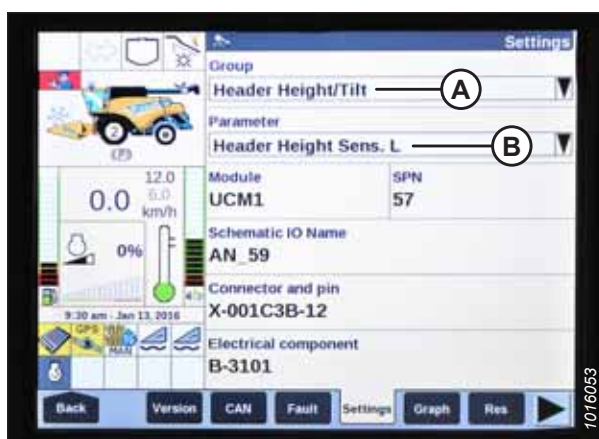 Settings
Group
Header Height/Tilt
A
Parameter
Header Height Sens. L
B
Module
SPN
UCM1
57
Schematic IO Name
AN_59
Connector and pin
X-001C3B-12
Electrical component
B-3101
2
(P)
12.0
0.0
6.0
km/h
0%
9:30 am - Jan 13, 2016
GPS
MAN
Back
Version
CAN
Fault
Settings
Graph
Res
1016053